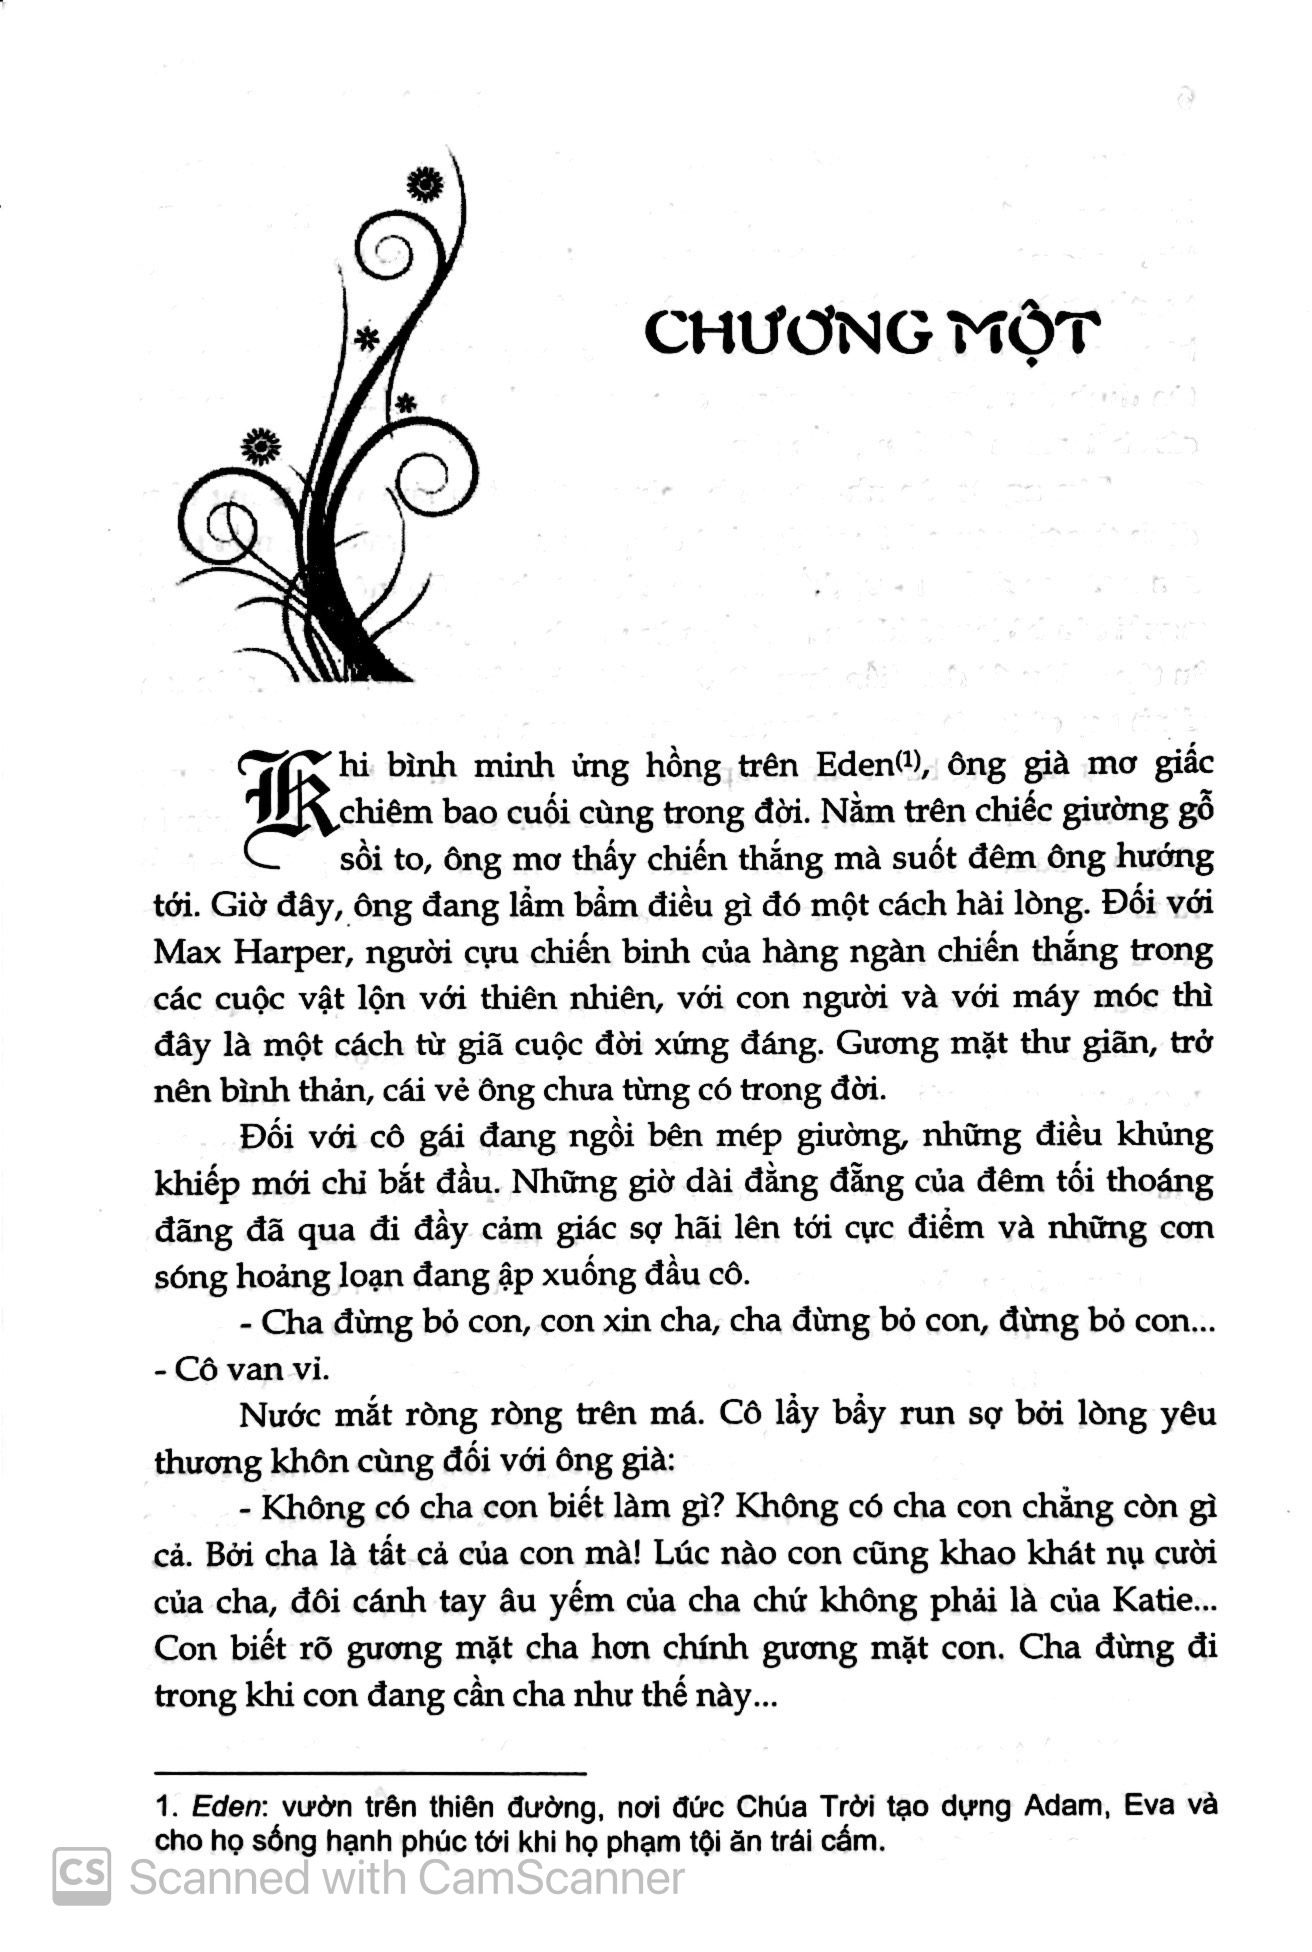 CHƯƠNG MỘT
Khi bình minh ửng hồng trên Eden(1), ông già mơ giấc
chiêm bao cuối cùng trong đời. Nằm trên chiếc giường gỗ
sồi to, ông mơ thấy chiến thắng mà suốt đêm ông hướng
tới. Giờ đây, ông đang lẩm bẩm điều gì đó một cách hài lòng. Đối với
Max Harper, người cựu chiến binh của hàng ngàn chiến thắng trong
các cuộc vật lộn với thiên nhiên, với con người và với máy móc thì
đây là một cách từ giã cuộc đời xứng đáng. Gương mặt thư giãn, trở
nên bình thản, cái vẻ ông chưa từng có trong đời.
Đối với cô gái đang ngồi bên mép giường, những điều khủng
khiếp mới chỉ bắt đầu. Những giờ dài đằng đẵng của đêm tối thoáng
đãng đã qua đi đầy cảm giác sợ hãi lên tới cực điểm và những cơn
sóng hoảng loạn đang ập xuống đầu cô.
- Cha đừng bỏ con, con xin cha, cha đừng bỏ con, đừng bỏ con...
- Cô van vỉ.
Nước mắt ròng ròng trên má. Cô lẩy bẩy run sợ bởi lòng yêu
thương khôn cùng đối với ông già:
- Không có cha con biết làm gì? Không có cha con chẳng còn gì
cả. Bởi cha là tất cả của con mà! Lúc nào con cũng khao khát nụ cười
của cha, đôi cánh tay âu yếm của cha chứ không phải là của Katie...
Con biết rõ gương mặt cha hơn chính gương mặt con. Cha đừng đi
trong khi con đang cần cha như thế này...
1. Eden: vườn trên thiên đường, nơi đức Chúa Trời tạo dựng Adam, Eva và
cho họ sống hạnh phúc tới khi họ phạm tội ăn trái cấm.
CS Scanned with CamScanner